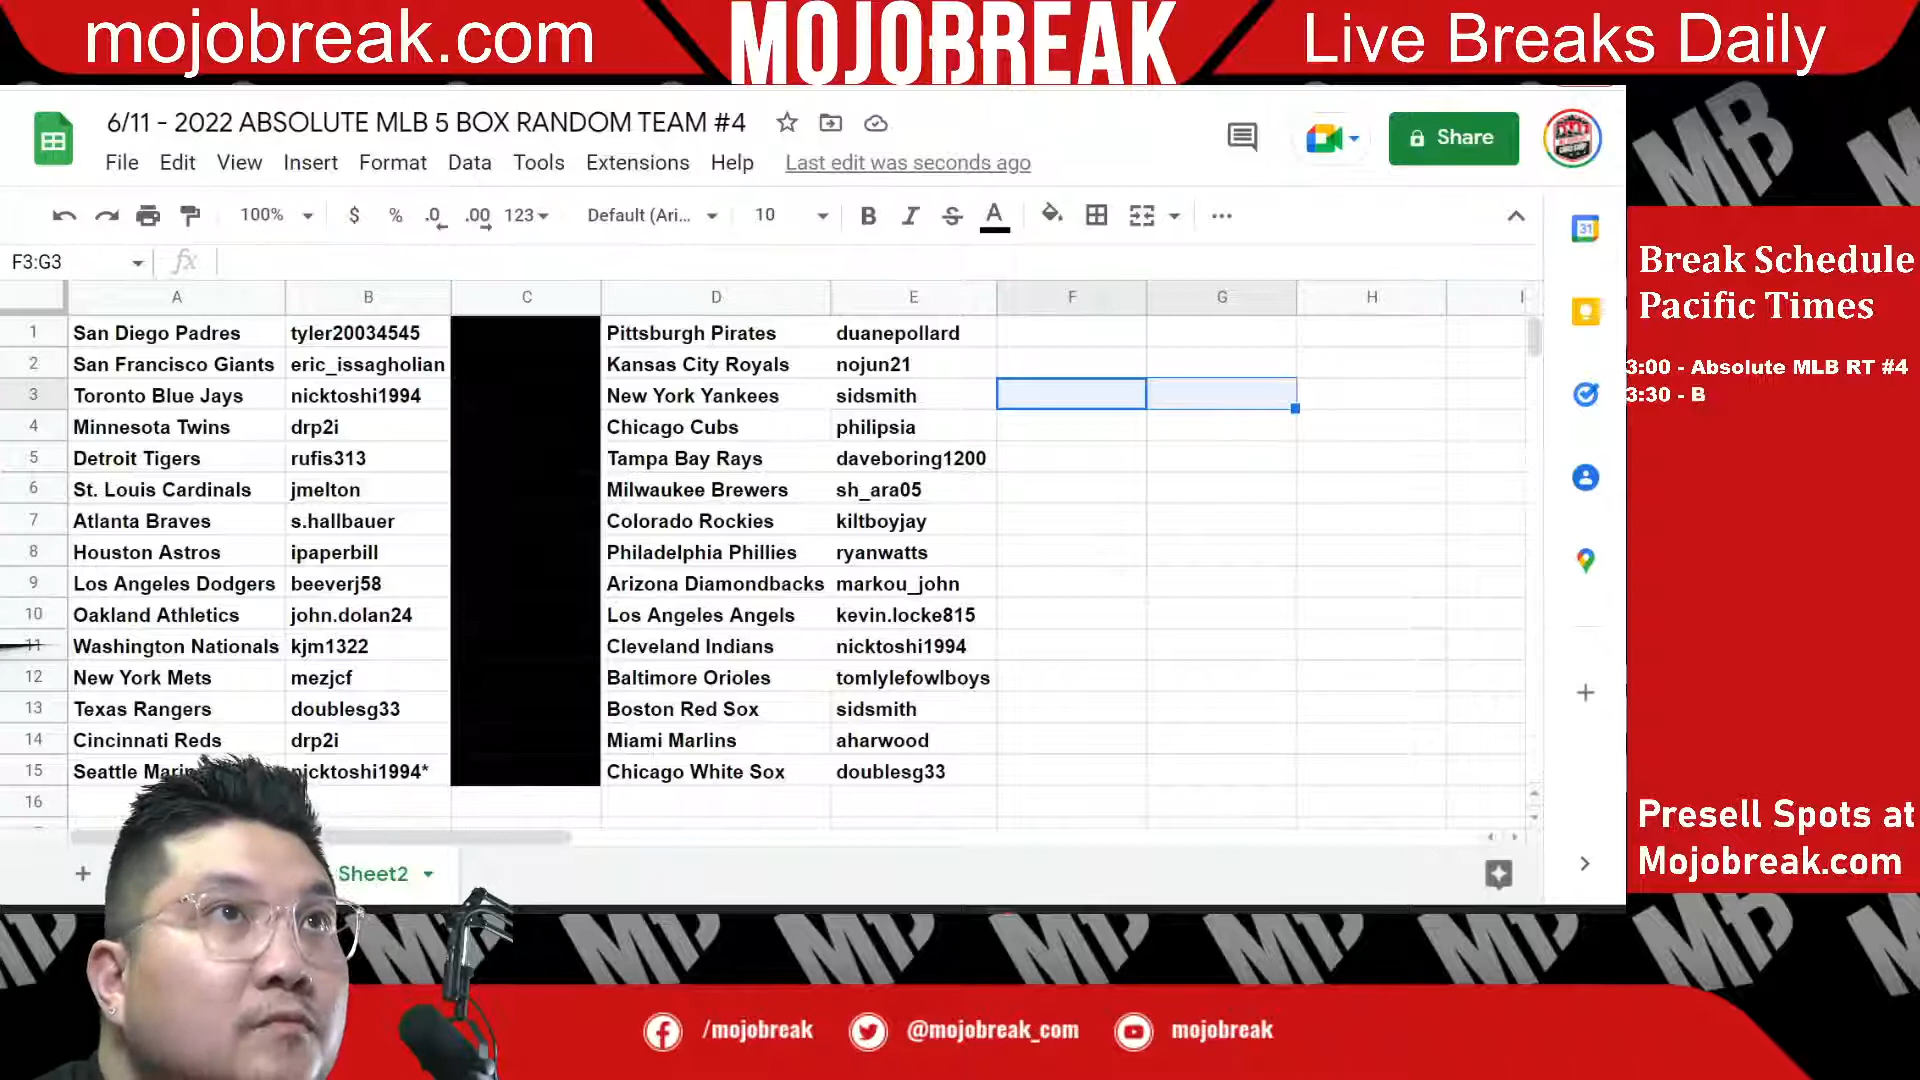 mojobreak.com
MOJOBREAK
Live Breaks Daily
6/11 - 2022 ABSOLUTE MLB 5 BOX RANDOM TEAM #4
Share
File Edit View Insert Format Data Tools Extensions Help Last edit was seconds ago
100% $ % .0 .00 123 Default (Ari... 10 B I S A ...
F3:G3 fx
31
A B C D E F G H I
1 San Diego Padres tyler20034545 Pittsburgh Pirates duanepollard
2 San Francisco Giants eric_issagholian Kansas City Royals nojun21
3 Toronto Blue Jays nicktoshi1994 New York Yankees sidsmith
4 Minnesota Twins drp2i Chicago Cubs philipsia
5 Detroit Tigers rufis313 Tampa Bay Rays daveboring1200
6 St. Louis Cardinals jmelton Milwaukee Brewers sh_ara05
7 Atlanta Braves s.hallbauer Colorado Rockies kiltboyjay
8 Houston Astros ipaperbill Philadelphia Phillies ryanwatts
9 Los Angeles Dodgers beeverj58 Arizona Diamondbacks markou_john
10 Oakland Athletics john.dolan24 Los Angeles Angels kevin.locke815
11 Washington Nationals kjm1322 Cleveland Indians nicktoshi1994
12 New York Mets mezjcf Baltimore Orioles tomlylefowlboys
13 Texas Rangers doublesg33 Boston Red Sox sidsmith
14 Cincinnati Reds drp2i Miami Marlins aharwood
15 Seattle Mari nicktoshi1994* Chicago White Sox doublesg33
16
Sheet2
Break Schedule
Pacific Times
3:00 - Absolute MLB RT #4
3:30 - B
Presell Spots at
Mojobreak.com
/mojobreak @mojobreak_com mojobreak